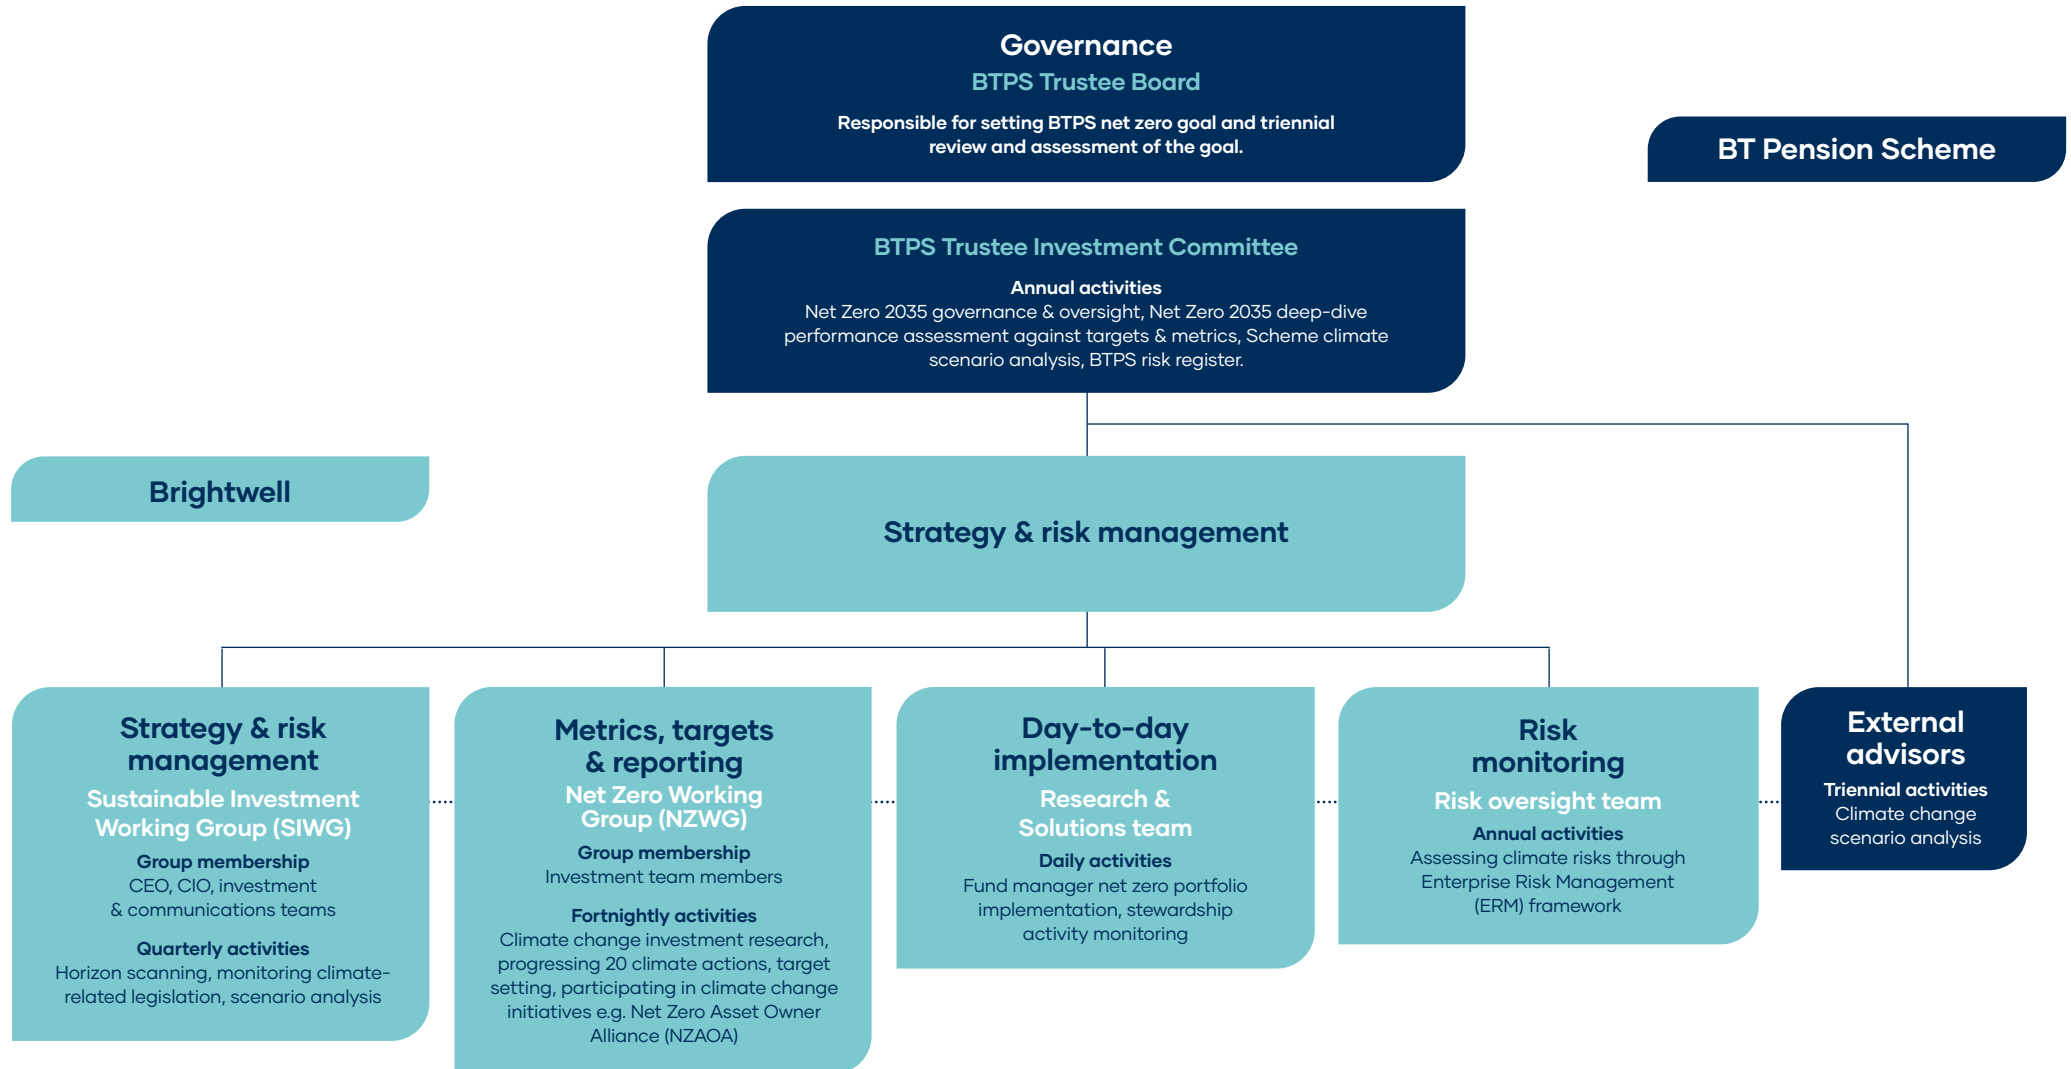 Governance
BTPS Trustee Board
Responsible for setting BTPS net zero goal and triennial
review and assessment of the goal.
BT Pension Scheme
BTPS Trustee Investment Committee
Annual activities
Net Zero 2035 governance & oversight, Net Zero 2035 deep-dive
performance assessment against targets & metrics, Scheme climate
scenario analysis, BTPS risk register.
Brightwell
Strategy & risk management
Strategy & risk
management
Sustainable Investment
Working Group (SIWG)
Group membership
CEO, CIO, investment
& communications teams
Quarterly activities
Horizon scanning, monitoring climate-
related legislation, scenario analysis
Metrics, targets
& reporting
Net Zero Working
Group (NZWG)
Group membership
Investment team members
Fortnightly activities
Climate change investment research,
progressing 20 climate actions, target
setting, participating in climate change
initiatives e.g. Net Zero Asset Owner
Alliance (NZAOA)
Day-to-day
implementation
Research &
Solutions team
Daily activities
Fund manager net zero portfolio
implementation, stewardship
activity monitoring
Risk
monitoring
Risk oversight team
Annual activities
Assessing climate risks through
Enterprise Risk Management
(ERM) framework
External
advisors
Triennial activities
Climate change
scenario analysis